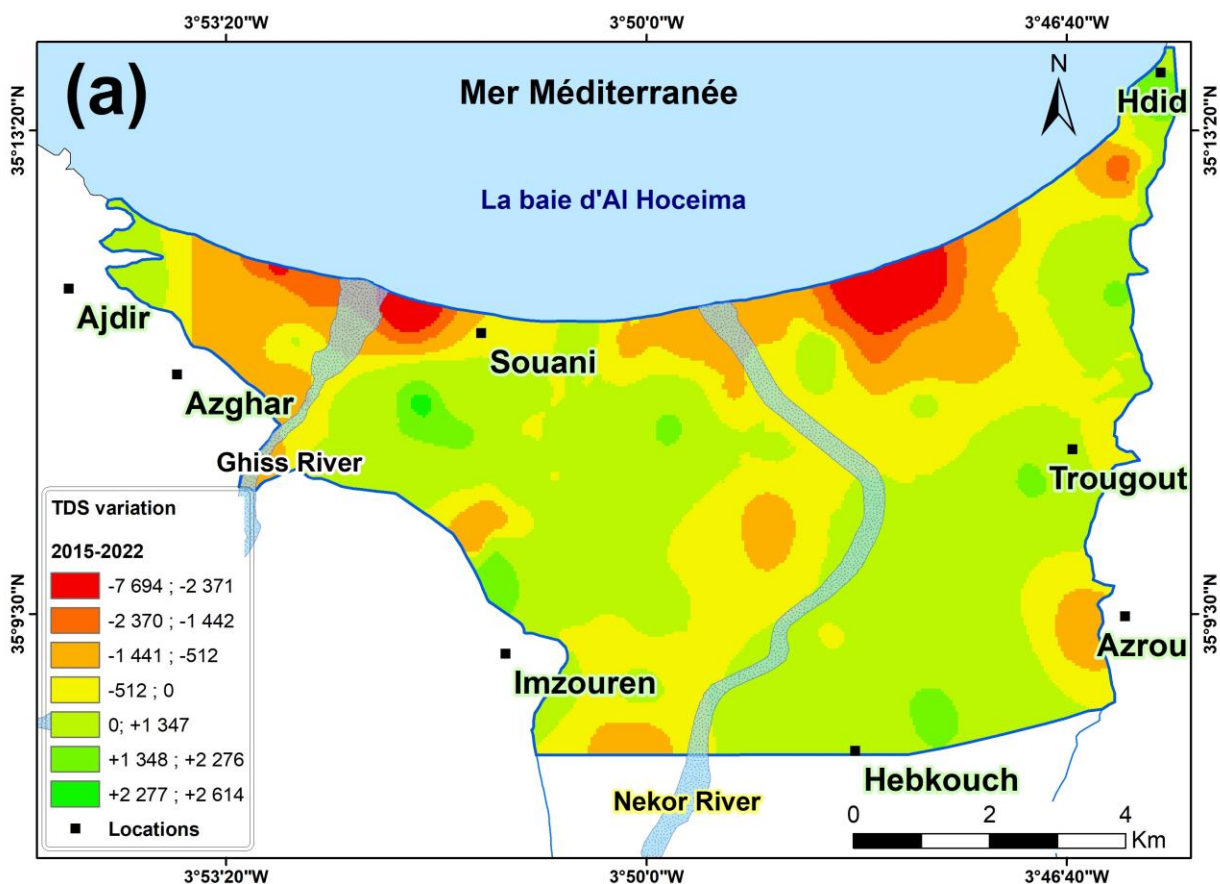 3°53'20"W
3°50'0"W
3°46'40"W
(a)
Mer Méditerranée
N
Hdid
35°13'20"N
35°13'20"N
La baie d'Al Hoceima
Ajdir
Souani
Azghar
Ghiss River
Trougout
TDS variation
2015-2022
-7 694 ; -2 371
-2 370 ; -1 442
-1 441 ; -512
-512 ; 0
0; +1 347
+1 348 ; +2 276
+2 277 ; +2 614
Locations
35°9'30"N
35°9'30"N
Azrou
Imzouren
Hebkouch
Nekor River
0 2 4
Km
3°53'20"W
3°50'0"W
3°46'40"W